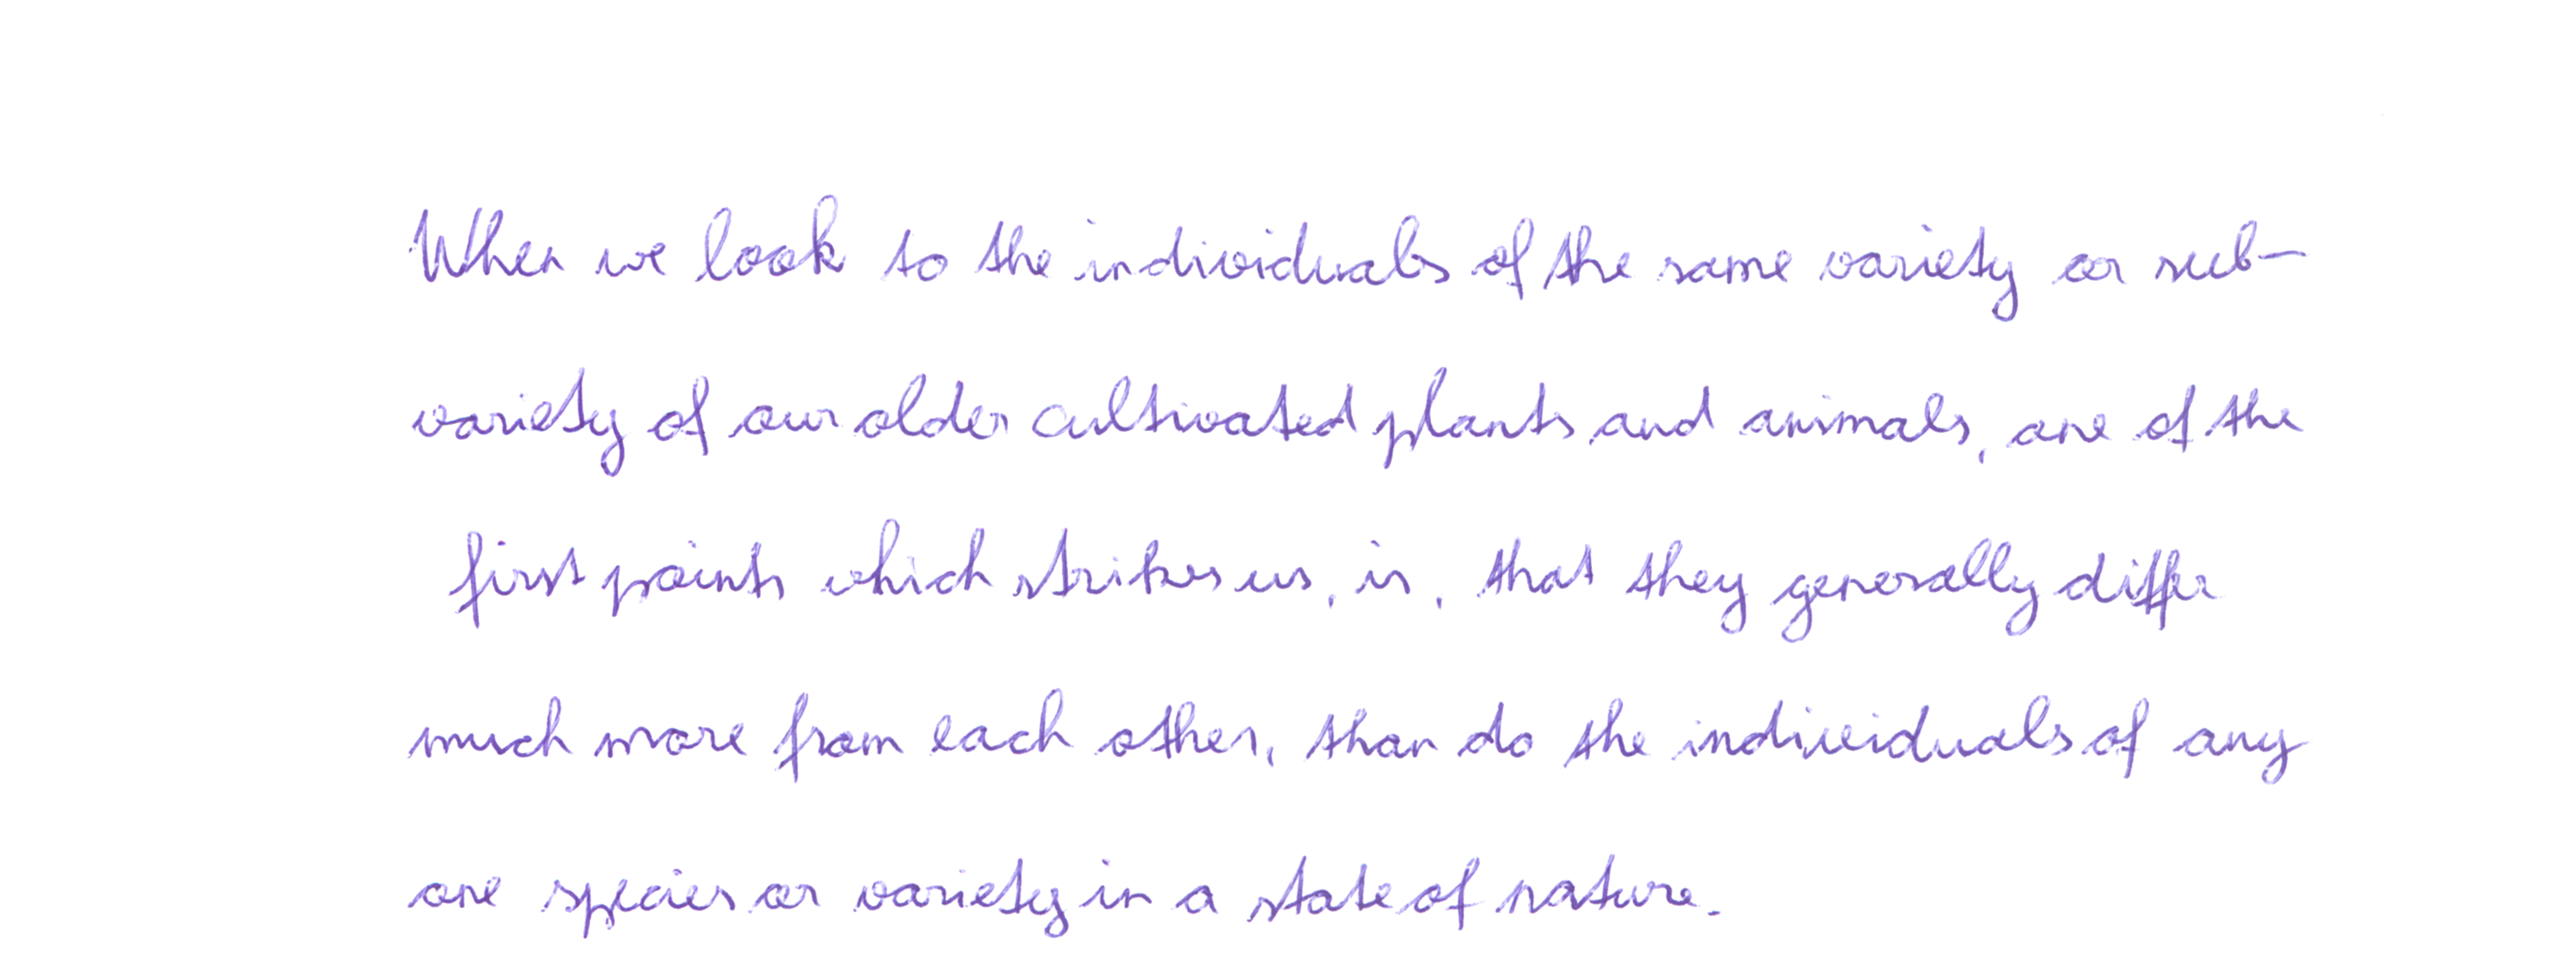 When we look to the individuals of the same variety or sub-
variety of our older cultivated plants and animals, one of the
first points which strikes us, is, that they generally differ
much more from each other, than do the individuals of any
one species or variety in a state of nature.